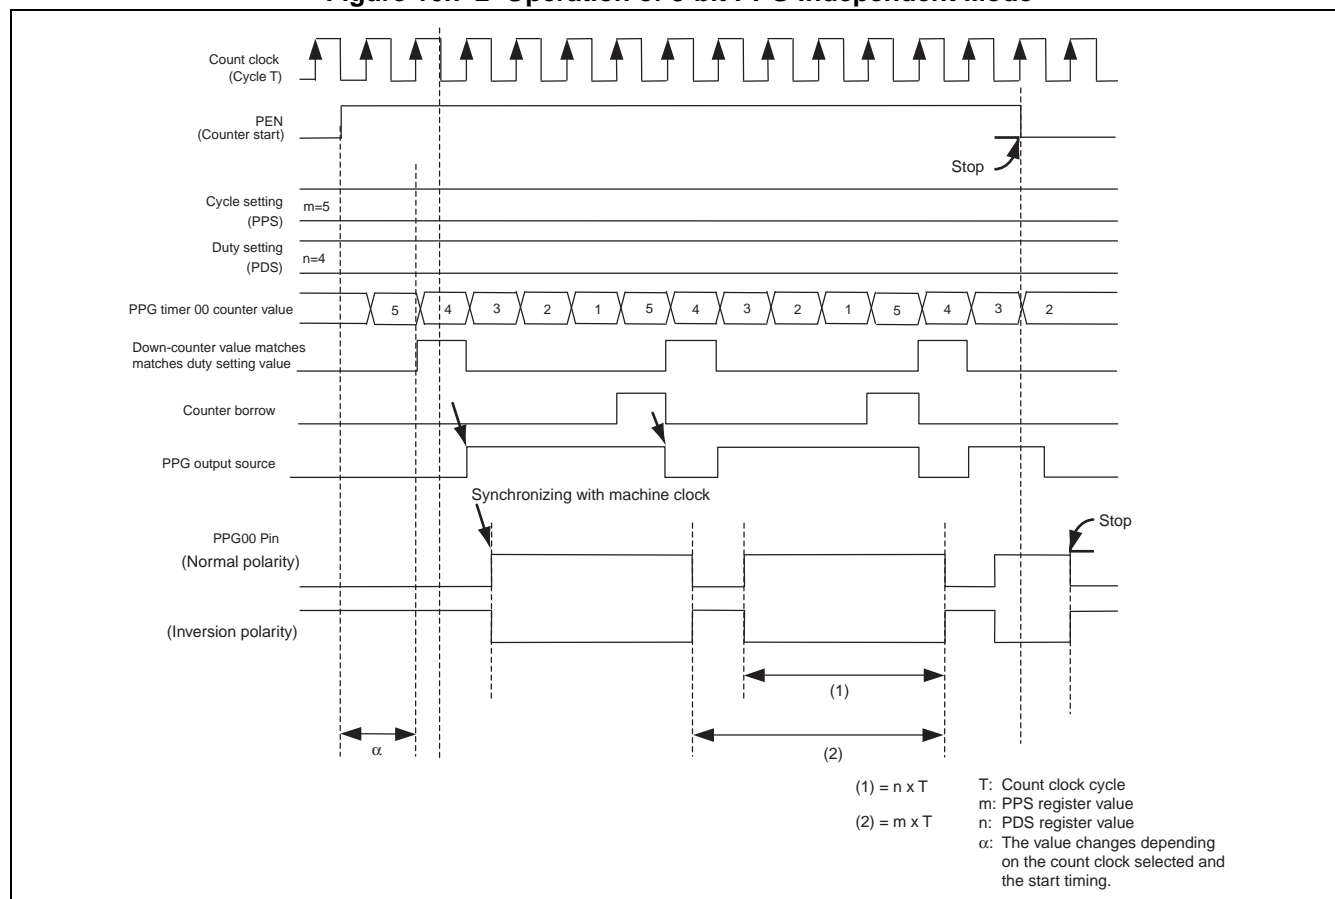 Count clock
(Cycle T)
PEN
(Counter start)
Stop
Cycle setting
(PPS)
m=5
Duty setting
(PDS)
n=4
PPG timer 00 counter value
5 4 3 2 1 5 4 3 2 1 5 4 3 2
Down-counter value matches
matches duty setting value
Counter borrow
PPG output source
Synchronizing with machine clock
PPG00 Pin
(Normal polarity)
Stop
(Inversion polarity)
(1)
α
(2)
(1) = n x T
(2) = m x T
T: Count clock cycle
m: PPS register value
n: PDS register value
α: The value changes depending
on the count clock selected and
the start timing.